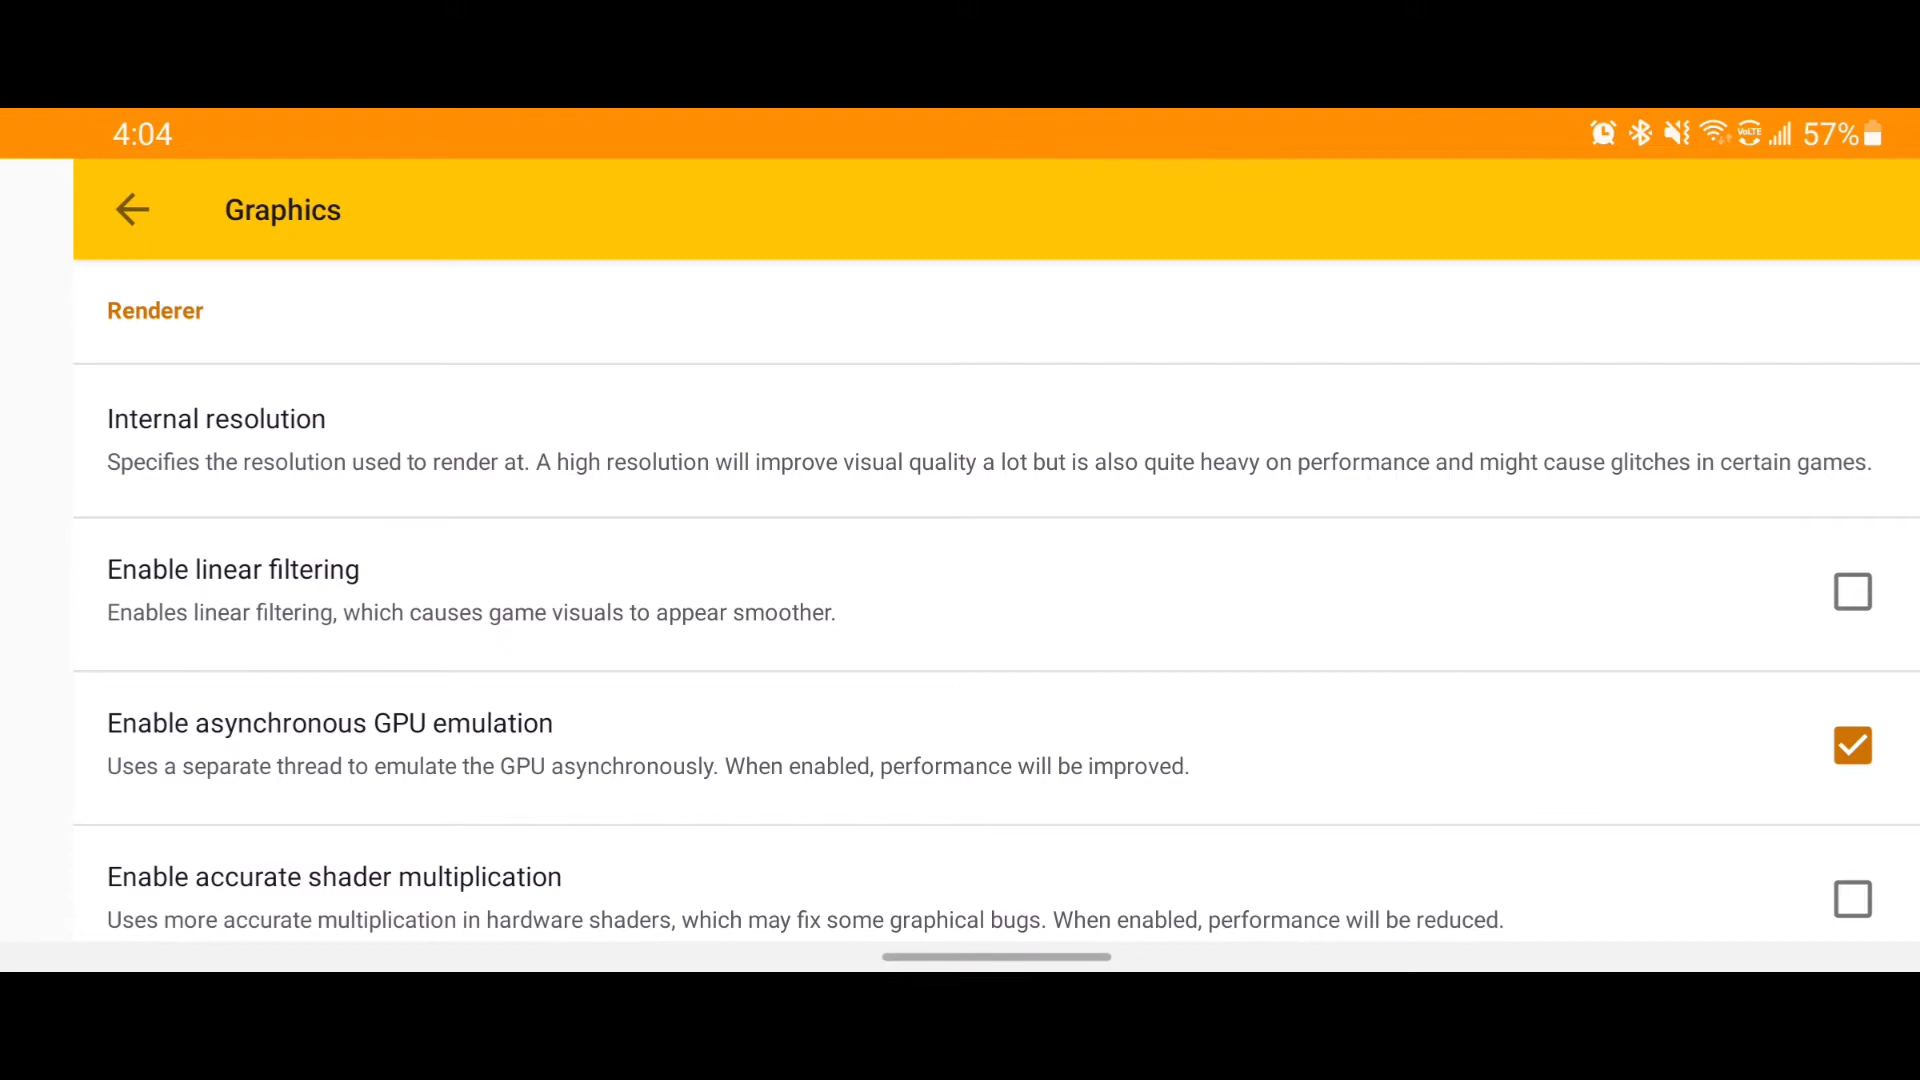 4:04
VoLTE
57%
Graphics
Renderer
Internal resolution
Specifies the resolution used to render at. A high resolution will improve visual quality a lot but is also quite heavy on performance and might cause glitches in certain games.
Enable linear filtering
Enables linear filtering, which causes game visuals to appear smoother.
Enable asynchronous GPU emulation
Uses a separate thread to emulate the GPU asynchronously. When enabled, performance will be improved.
Enable accurate shader multiplication
Uses more accurate multiplication in hardware shaders, which may fix some graphical bugs. When enabled, performance will be reduced.